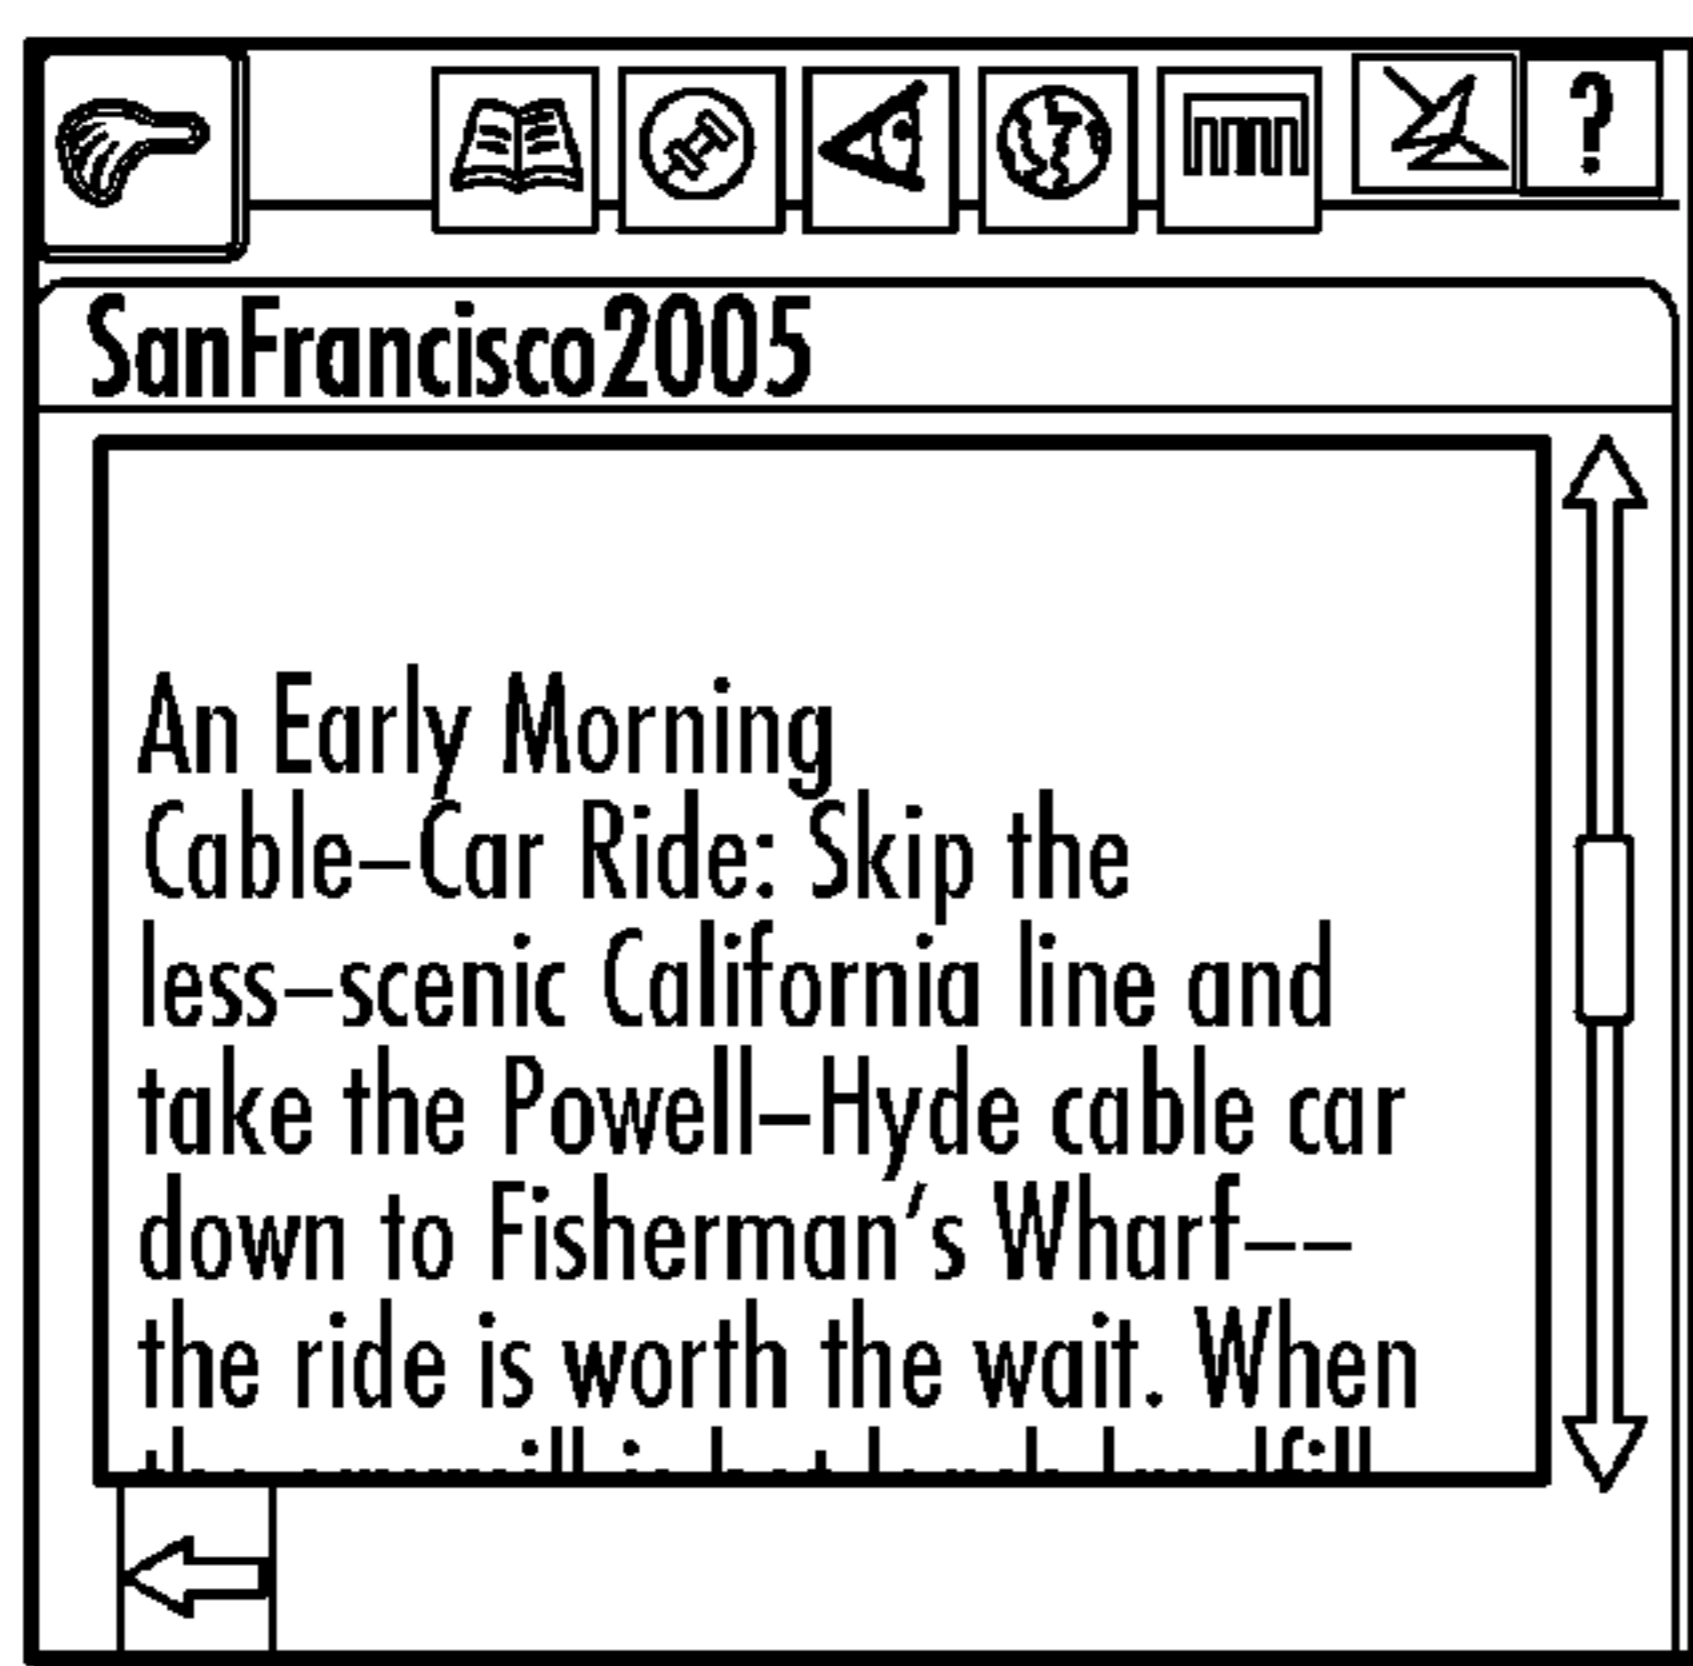 ?
SanFrancisco2005
An Early Morning
Cable-Car Ride: Skip the
less-scenic California line and
take the Powell-Hyde cable car
down to Fisherman's Wharf--
the ride is worth the wait. When